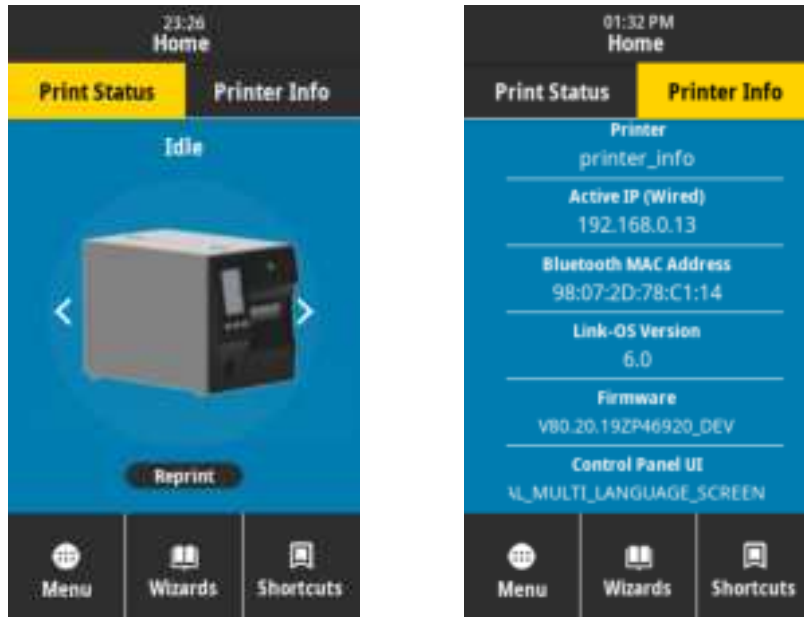 23:26
Home
Print Status
Printer Info
Idle
Reprint
Menu
Wizards
Shortcuts
01:32 PM
Home
Print Status
Printer Info
Printer
printer_info
Active IP (Wired)
192.168.0.13
Bluetooth MAC Address
98:07:2D:78:C1:14
Link-OS Version
6.0
Firmware
V80.20.19ZP46920_DEV
Control Panel UI
L_MULTI_LANGUAGE_SCREEN
Menu
Wizards
Shortcuts